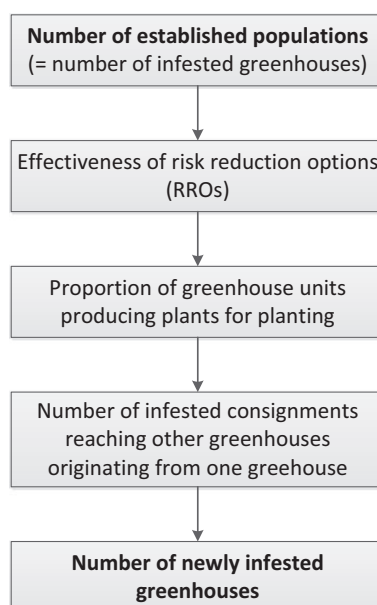 Number of established populations
(= number of infested greenhouses)
Effectiveness of risk reduction options
(RROs)
Proportion of greenhouse units
producing plants for planting
Number of infested consignments
reaching other greenhouses
originating from one greehouse
Number of newly infested
greenhouses